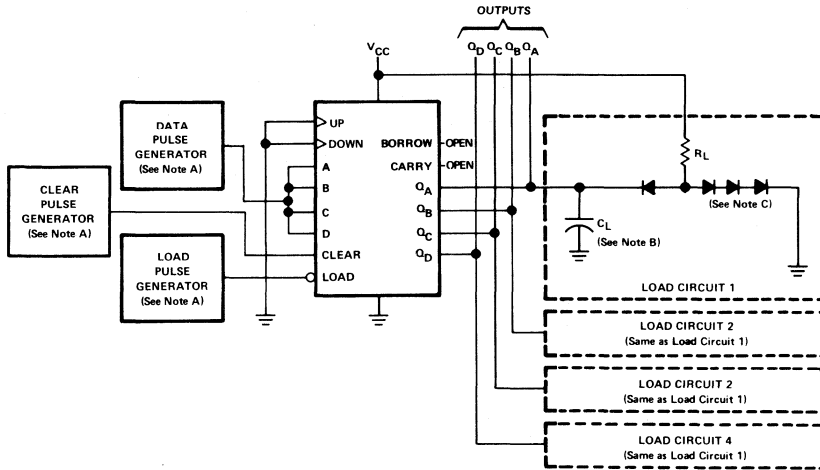 OUTPUTS
VCC
QD QC QB QA
DATA
PULSE
GENERATOR
(See Note A)
CLEAR
PULSE
GENERATOR
(See Note A)
LOAD
PULSE
GENERATOR
(See Note A)
UP
DOWN
A
B
C
D
CLEAR
LOAD
BORROW
OPEN
CARRY
OPEN
QA
QB
QC
QD
RL
(See Note C)
CL
(See Note B)
LOAD CIRCUIT 1
LOAD CIRCUIT 2
(Same as Load Circuit 1)
LOAD CIRCUIT 2
(Same as Load Circuit 1)
LOAD CIRCUIT 4
(Same as Load Circuit 1)